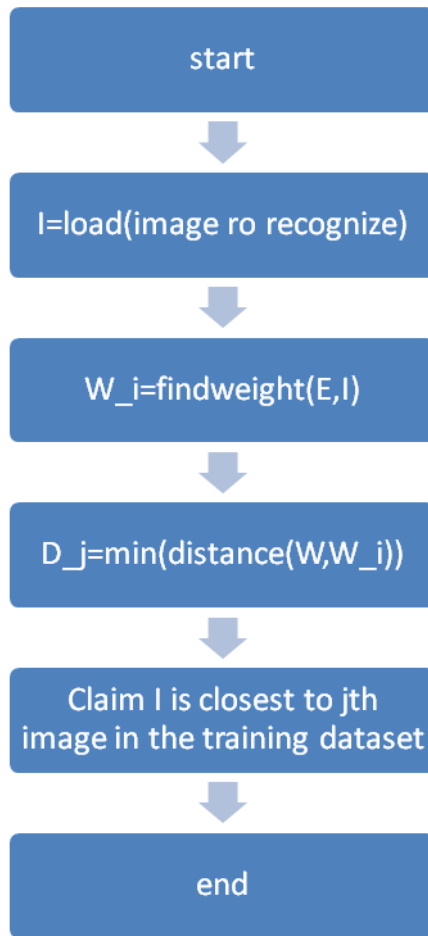 start
I=load(image ro recognize)
W_i=findweight(E,I)
D_j=min(distance(W,W_i))
Claim I is closest to jth
image in the training dataset
end